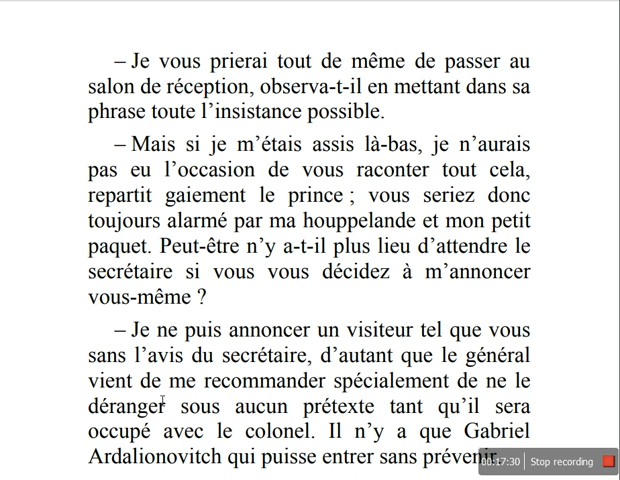 – Je vous prierai tout de même de passer au
salon de réception, observa-t-il en mettant dans sa
phrase toute l’insistance possible.
– Mais si je m’étais assis là-bas, je n’aurais
pas eu l’occasion de vous raconter tout cela,
repartit gaiement le prince ; vous seriez donc
toujours alarmé par ma houppelande et mon petit
paquet. Peut-être n’y a-t-il plus lieu d’attendre le
secrétaire si vous vous décidez à m’annoncer
vous-même ?
– Je ne puis annoncer un visiteur tel que vous
sans l’avis du secrétaire, d’autant que le général
vient de me recommander spécialement de ne le
déranger sous aucun prétexte tant qu’il sera
occupé avec le colonel. Il n’y a que Gabriel
Ardalionovitch qui puisse entrer sans prévenir.
00:17:30 Stop recording